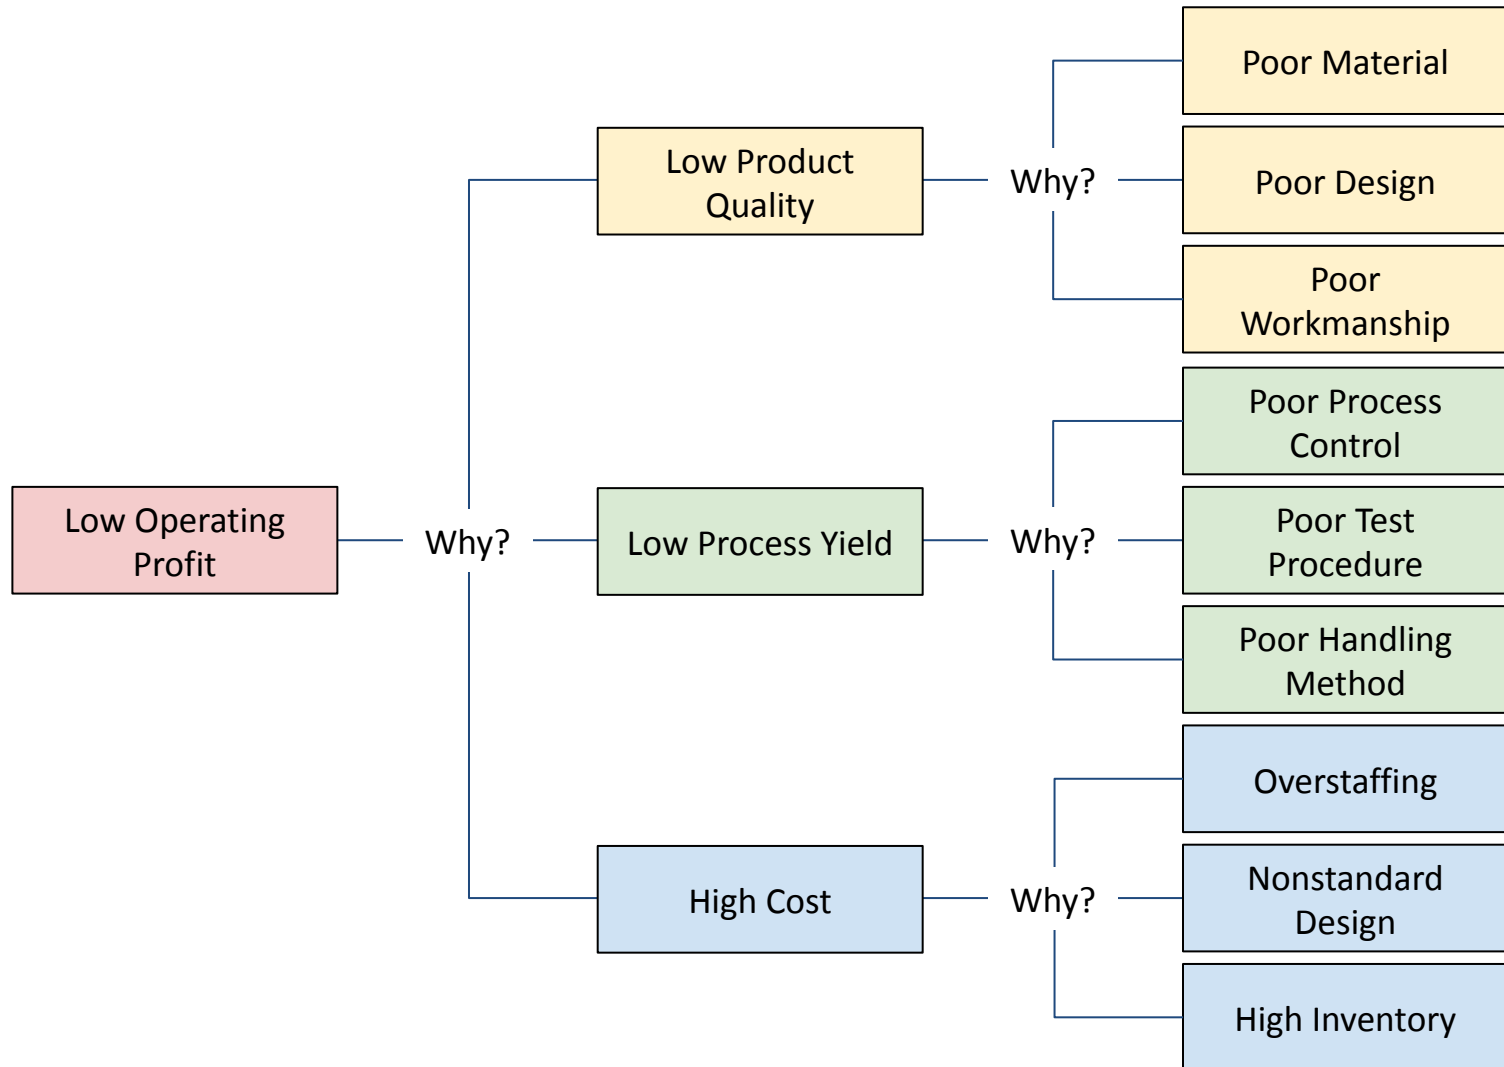 Low Operating
Profit
Why?
Low Product
Quality
Why?
Poor Material
Poor Design
Poor
Workmanship
Low Process Yield
Why?
Poor Process
Control
Poor Test
Procedure
Poor Handling
Method
High Cost
Why?
Overstaffing
Nonstandard
Design
High Inventory